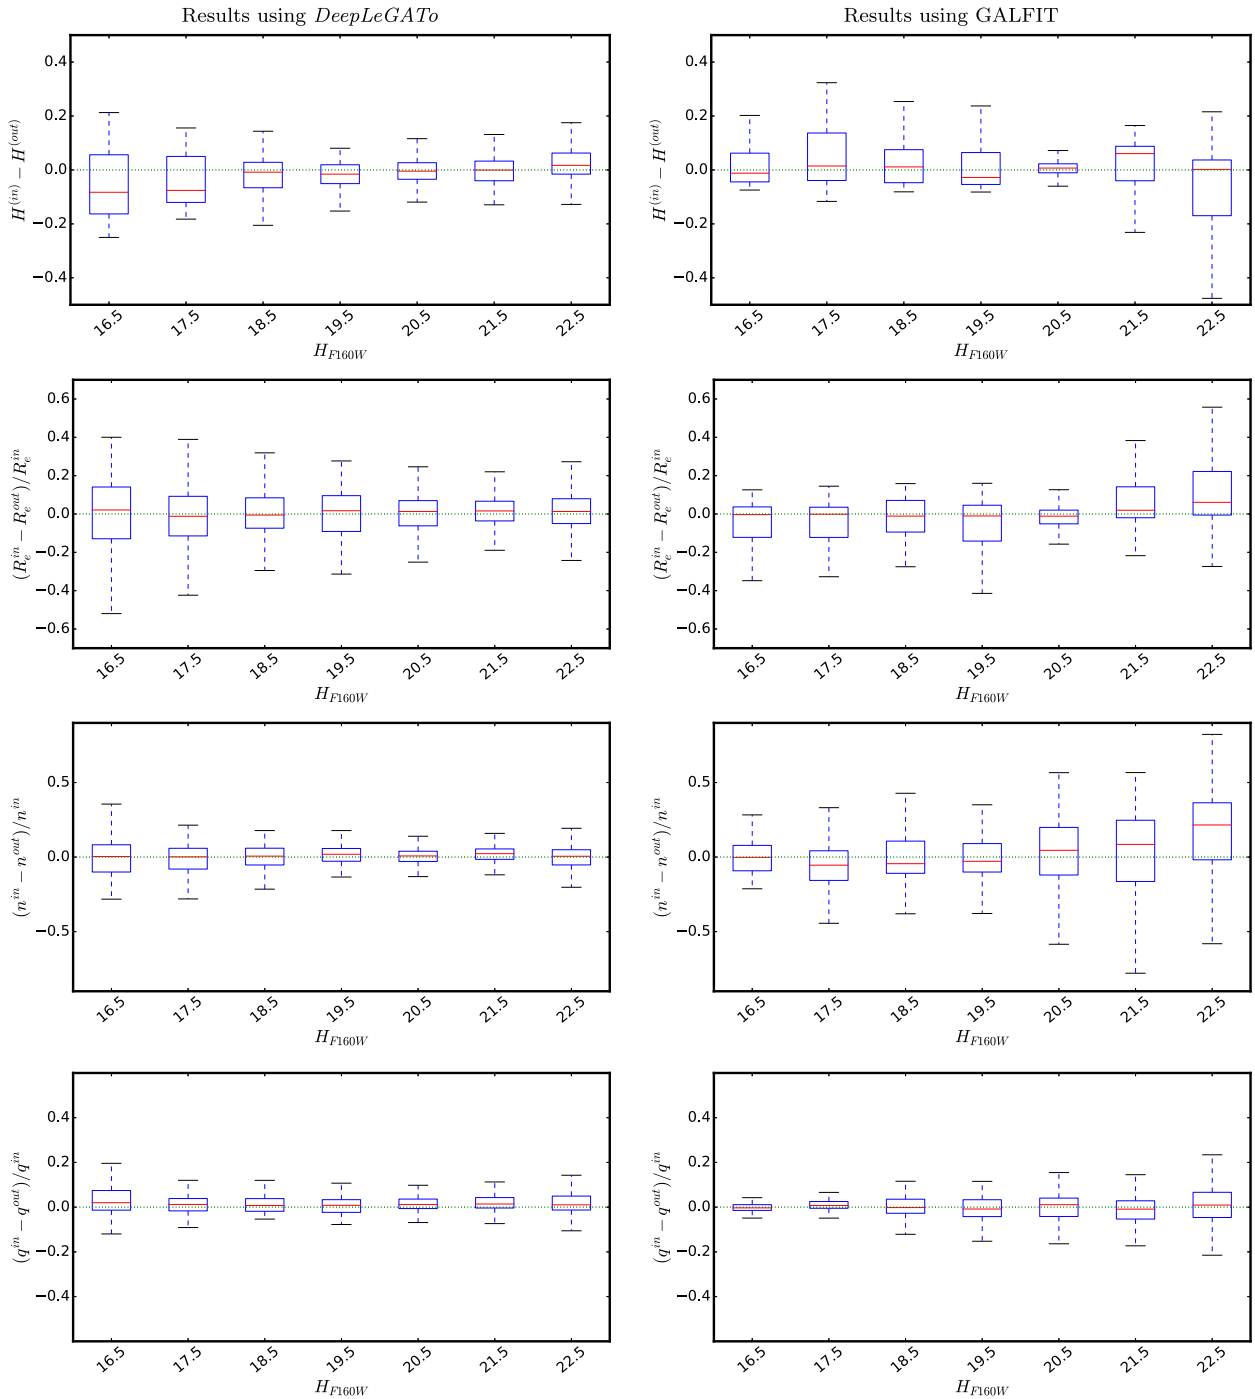 Results using DeepLeGATo
Results using GALFIT
0.4
0.2
0.0
−0.2
−0.4
H^(in) − H^(out)
16.5 17.5 18.5 19.5 20.5 21.5 22.5
H_F160W
0.4
0.2
0.0
−0.2
−0.4
H^(in) − H^(out)
16.5 17.5 18.5 19.5 20.5 21.5 22.5
H_F160W
0.6
0.4
0.2
0.0
−0.2
−0.4
−0.6
(R_e^in − R_e^out)/R_e^in
16.5 17.5 18.5 19.5 20.5 21.5 22.5
H_F160W
0.6
0.4
0.2
0.0
−0.2
−0.4
−0.6
(R_e^in − R_e^out)/R_e^in
16.5 17.5 18.5 19.5 20.5 21.5 22.5
H_F160W
0.5
0.0
−0.5
(n^in − n^out)/n^in
16.5 17.5 18.5 19.5 20.5 21.5 22.5
H_F160W
0.5
0.0
−0.5
(n^in − n^out)/n^in
16.5 17.5 18.5 19.5 20.5 21.5 22.5
H_F160W
0.4
0.2
0.0
−0.2
−0.4
(q^in − q^out)/q^in
16.5 17.5 18.5 19.5 20.5 21.5 22.5
H_F160W
0.4
0.2
0.0
−0.2
−0.4
(q^in − q^out)/q^in
16.5 17.5 18.5 19.5 20.5 21.5 22.5
H_F160W